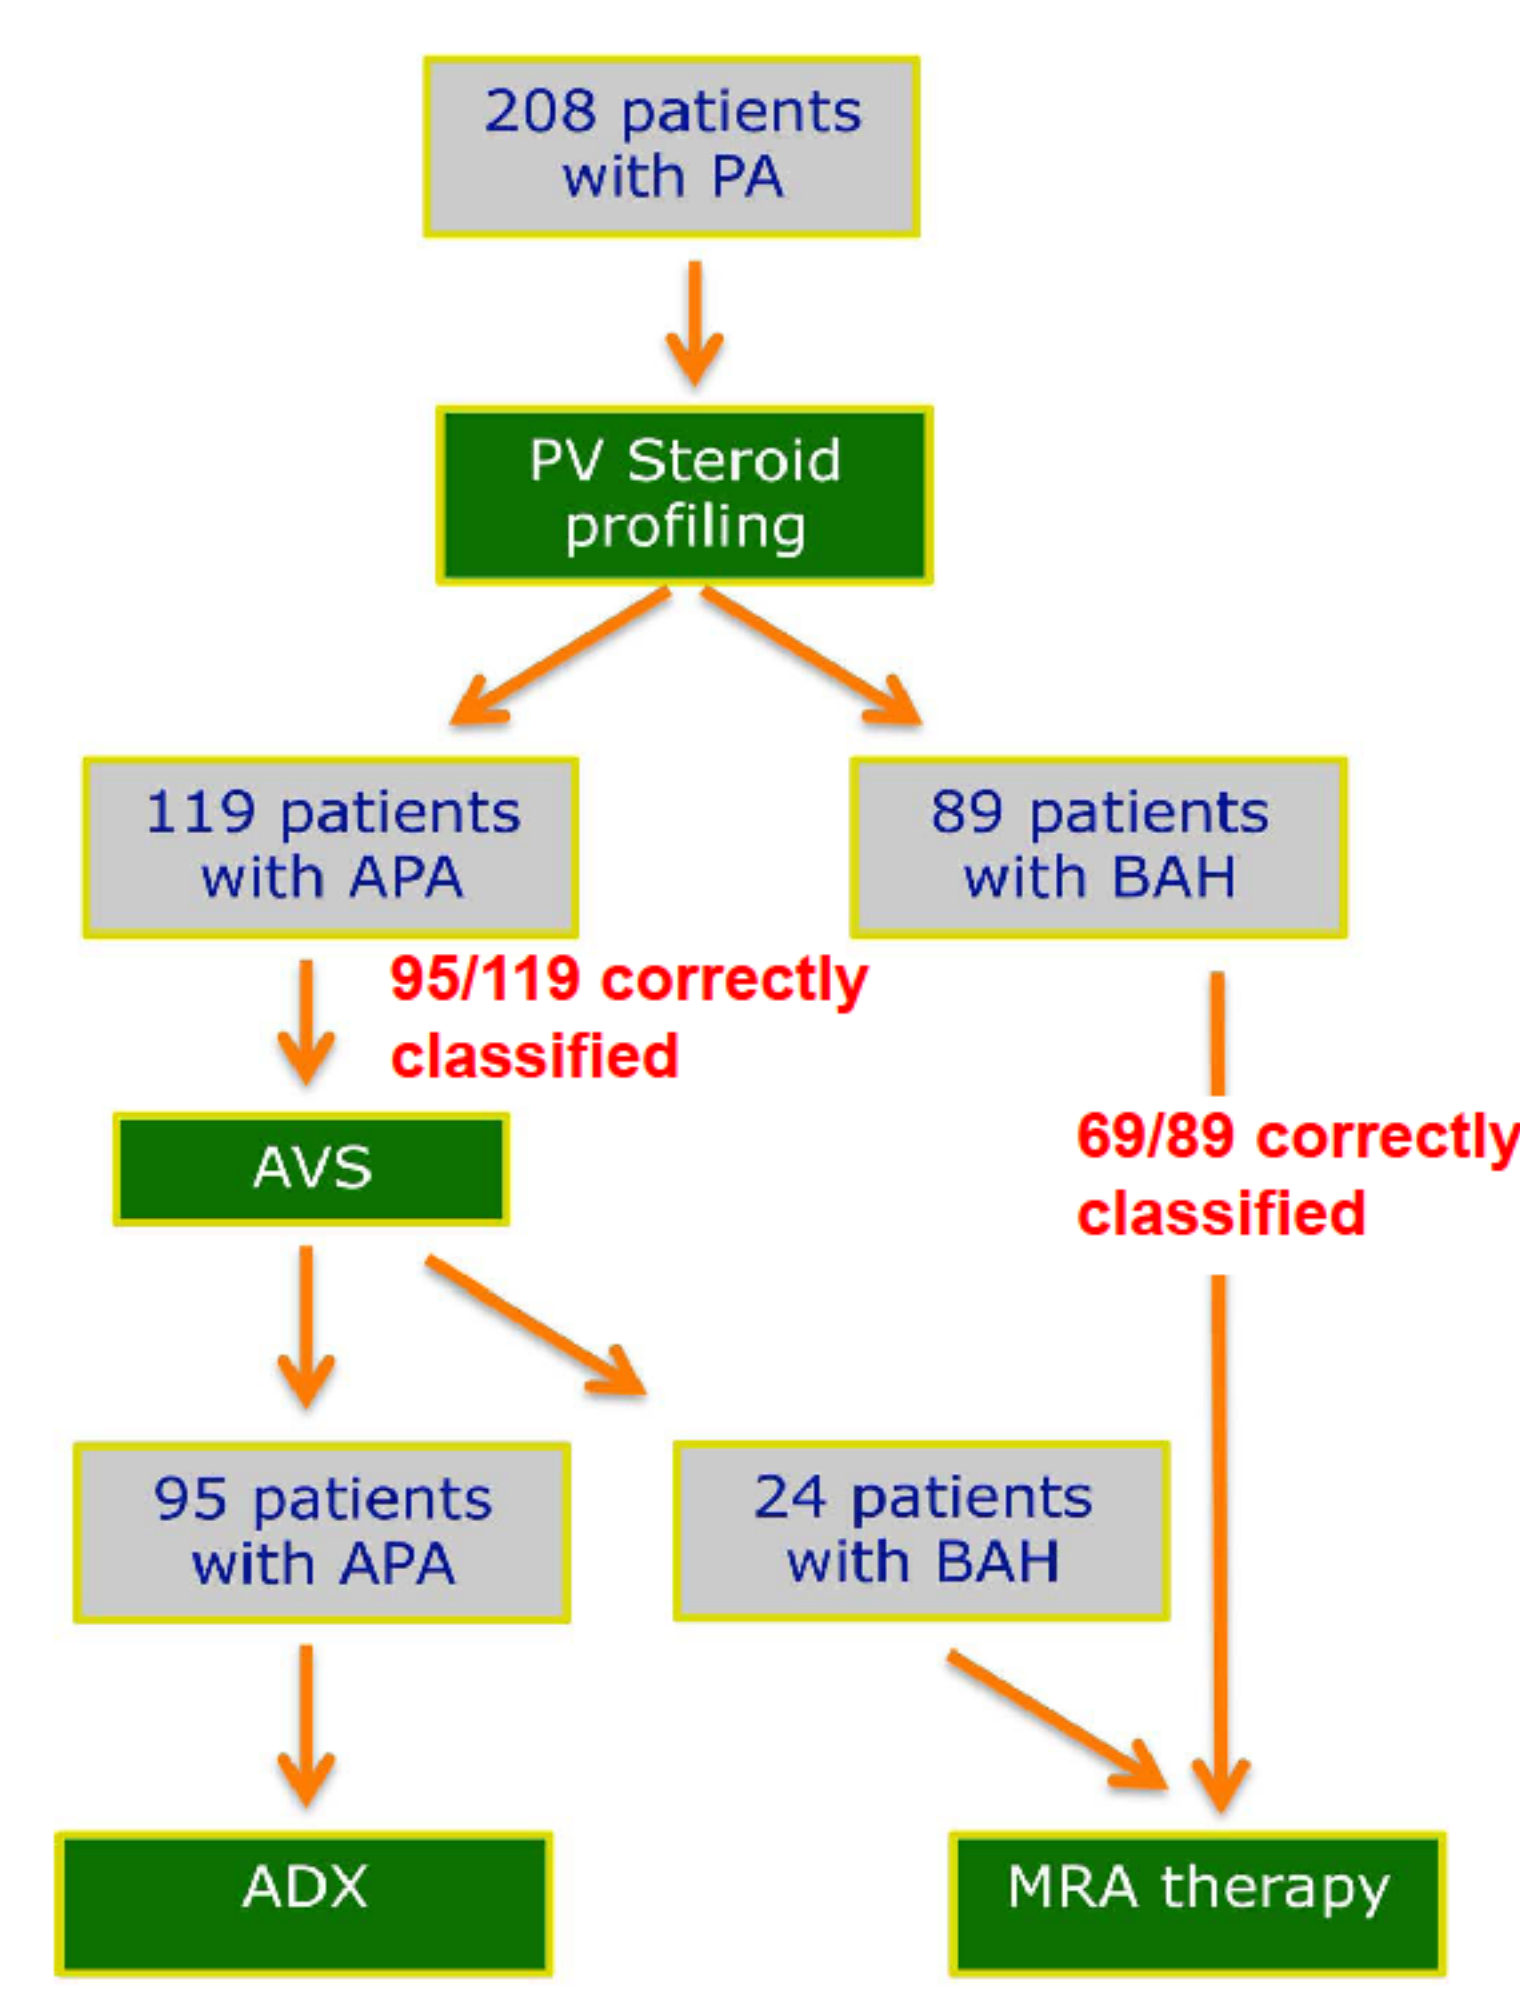 208 patients
with PA
PV Steroid
profiling
119 patients
with APA
89 patients
with BAH
95/119 correctly
classified
AVS
69/89 correctly
classified
95 patients
with APA
24 patients
with BAH
ADX
MRA therapy